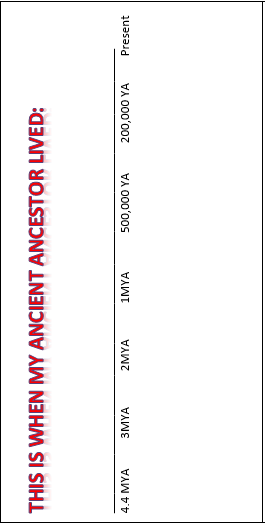 THIS IS WHEN MY ANCIENT ANCESTOR LIVED:
4.4 MYA 3MYA 2MYA 1MYA 500,000 YA 200,000 YA Present